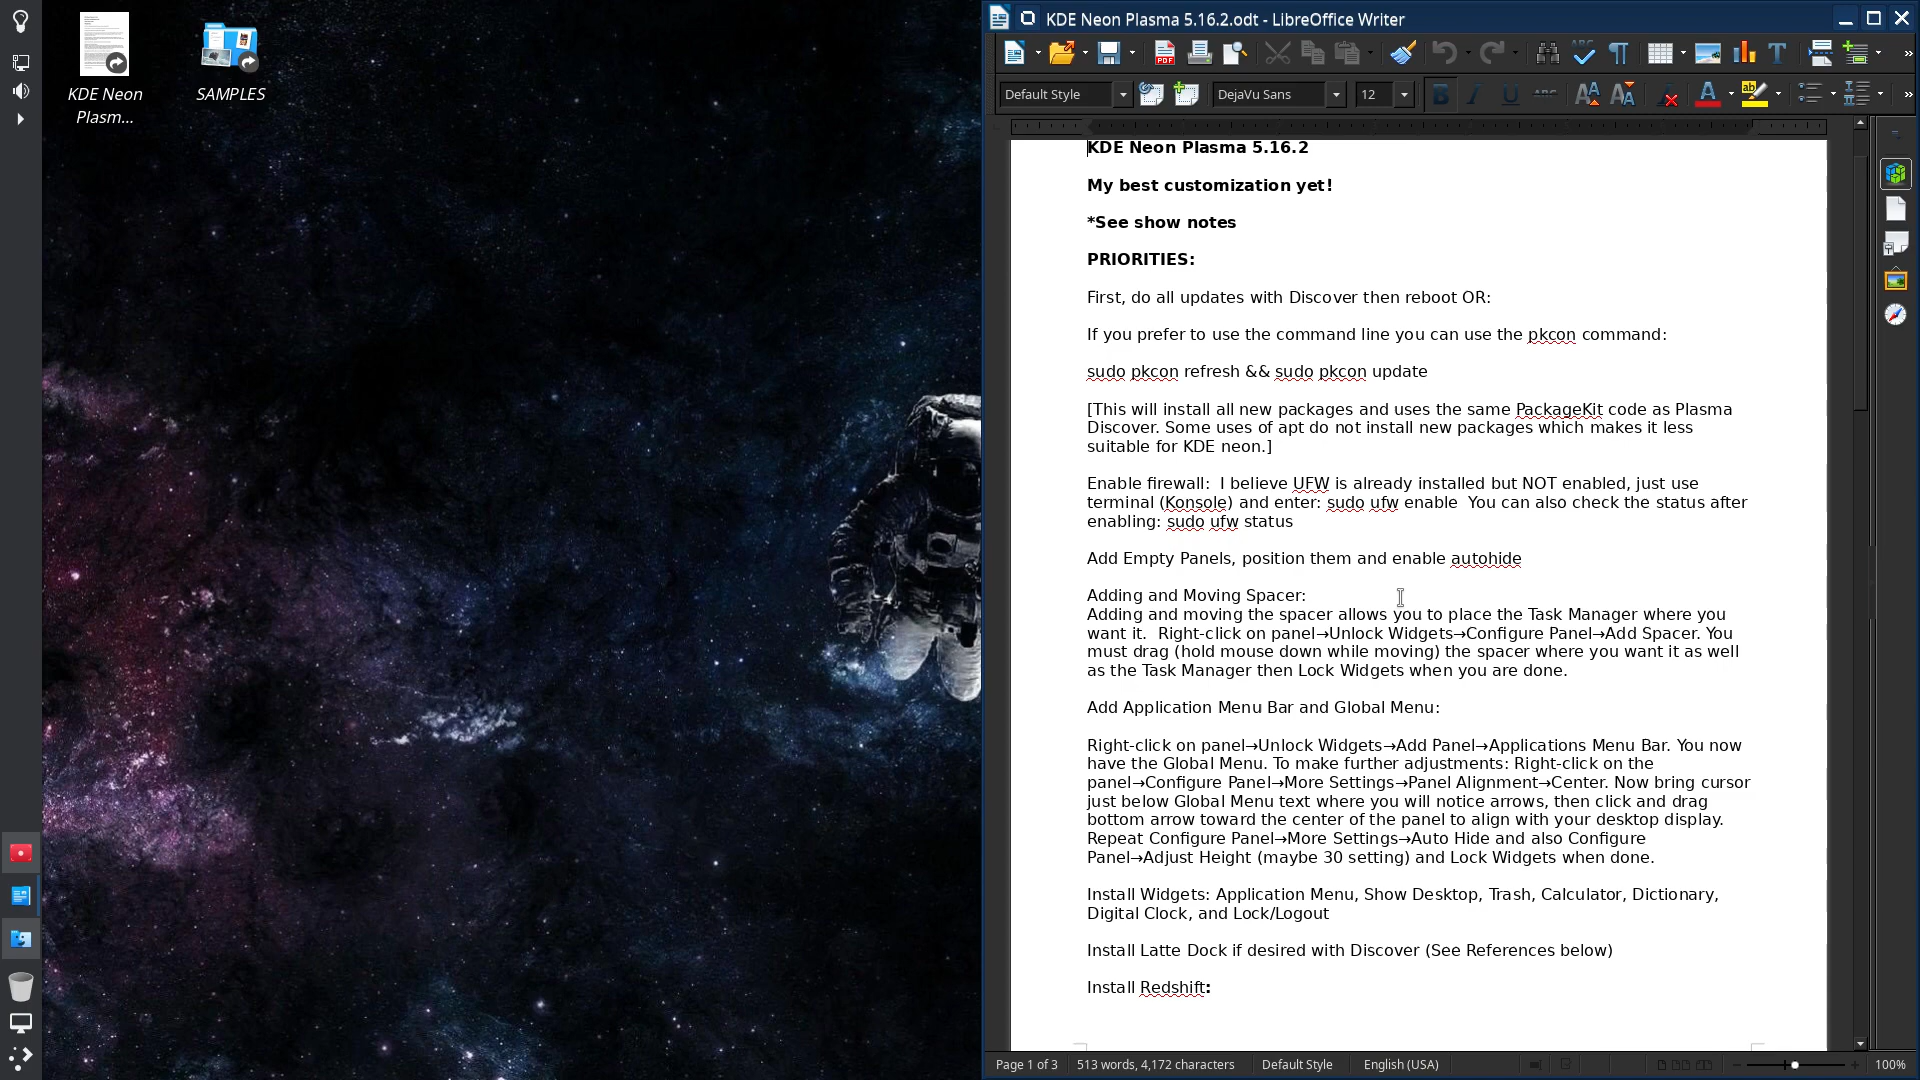 KDE Neon
Plasm...
SAMPLES
KDE Neon Plasma 5.16.2.odt - LibreOffice Writer
Default Style
DejaVu Sans
12
KDE Neon Plasma 5.16.2
My best customization yet!
*See show notes
PRIORITIES:
First, do all updates with Discover then reboot OR:
If you prefer to use the command line you can use the pkcon command:
sudo pkcon refresh && sudo pkcon update
[This will install all new packages and uses the same PackageKit code as Plasma
Discover. Some uses of apt do not install new packages which makes it less
suitable for KDE neon.]
Enable firewall:  I believe UFW is already installed but NOT enabled, just use
terminal (Konsole) and enter: sudo ufw enable  You can also check the status after
enabling: sudo ufw status
Add Empty Panels, position them and enable autohide
Adding and Moving Spacer:
Adding and moving the spacer allows you to place the Task Manager where you
want it.  Right-click on panel→Unlock Widgets→Configure Panel→Add Spacer. You
must drag (hold mouse down while moving) the spacer where you want it as well
as the Task Manager then Lock Widgets when you are done.
Add Application Menu Bar and Global Menu:
Right-click on panel→Unlock Widgets→Add Panel→Applications Menu Bar. You now
have the Global Menu. To make further adjustments: Right-click on the
panel→Configure Panel→More Settings→Panel Alignment→Center. Now bring cursor
just below Global Menu text where you will notice arrows, then click and drag
bottom arrow toward the center of the panel to align with your desktop display.
Repeat Configure Panel→More Settings→Auto Hide and also Configure
Panel→Adjust Height (maybe 30 setting) and Lock Widgets when done.
Install Widgets: Application Menu, Show Desktop, Trash, Calculator, Dictionary,
Digital Clock, and Lock/Logout
Install Latte Dock if desired with Discover (See References below)
Install Redshift:
Page 1 of 3
513 words, 4,172 characters
Default Style
English (USA)
100%